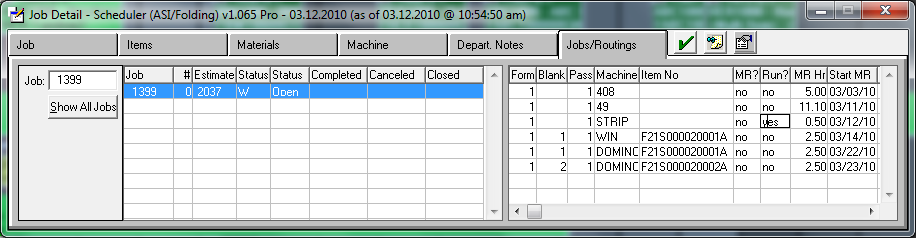 Job Detail - Scheduler (ASI/Folding) v1.065 Pro - 03.12.2010 (as of 03.12.2010 @ 10:54:50 am)
Job Items Materials Machine Depart. Notes Jobs/Routings
Job: 1399
Show All Jobs
Job # Estimate Status Status Completed Canceled Closed
1399 0 2037 W Open
Form Blank Pass Machine Item No MR? Run? MR Hr Start MR
1 1 408 no no 5.00 03/03/10
1 1 49 no no 11.10 03/11/10
1 1 STRIP no yes 0.50 03/12/10
1 1 1 WIN F21S000020001A no no 2.50 03/14/10
1 1 1 DOMINO F21S000020001A no no 2.50 03/22/10
1 2 1 DOMINO F21S000020002A no no 2.50 03/23/10